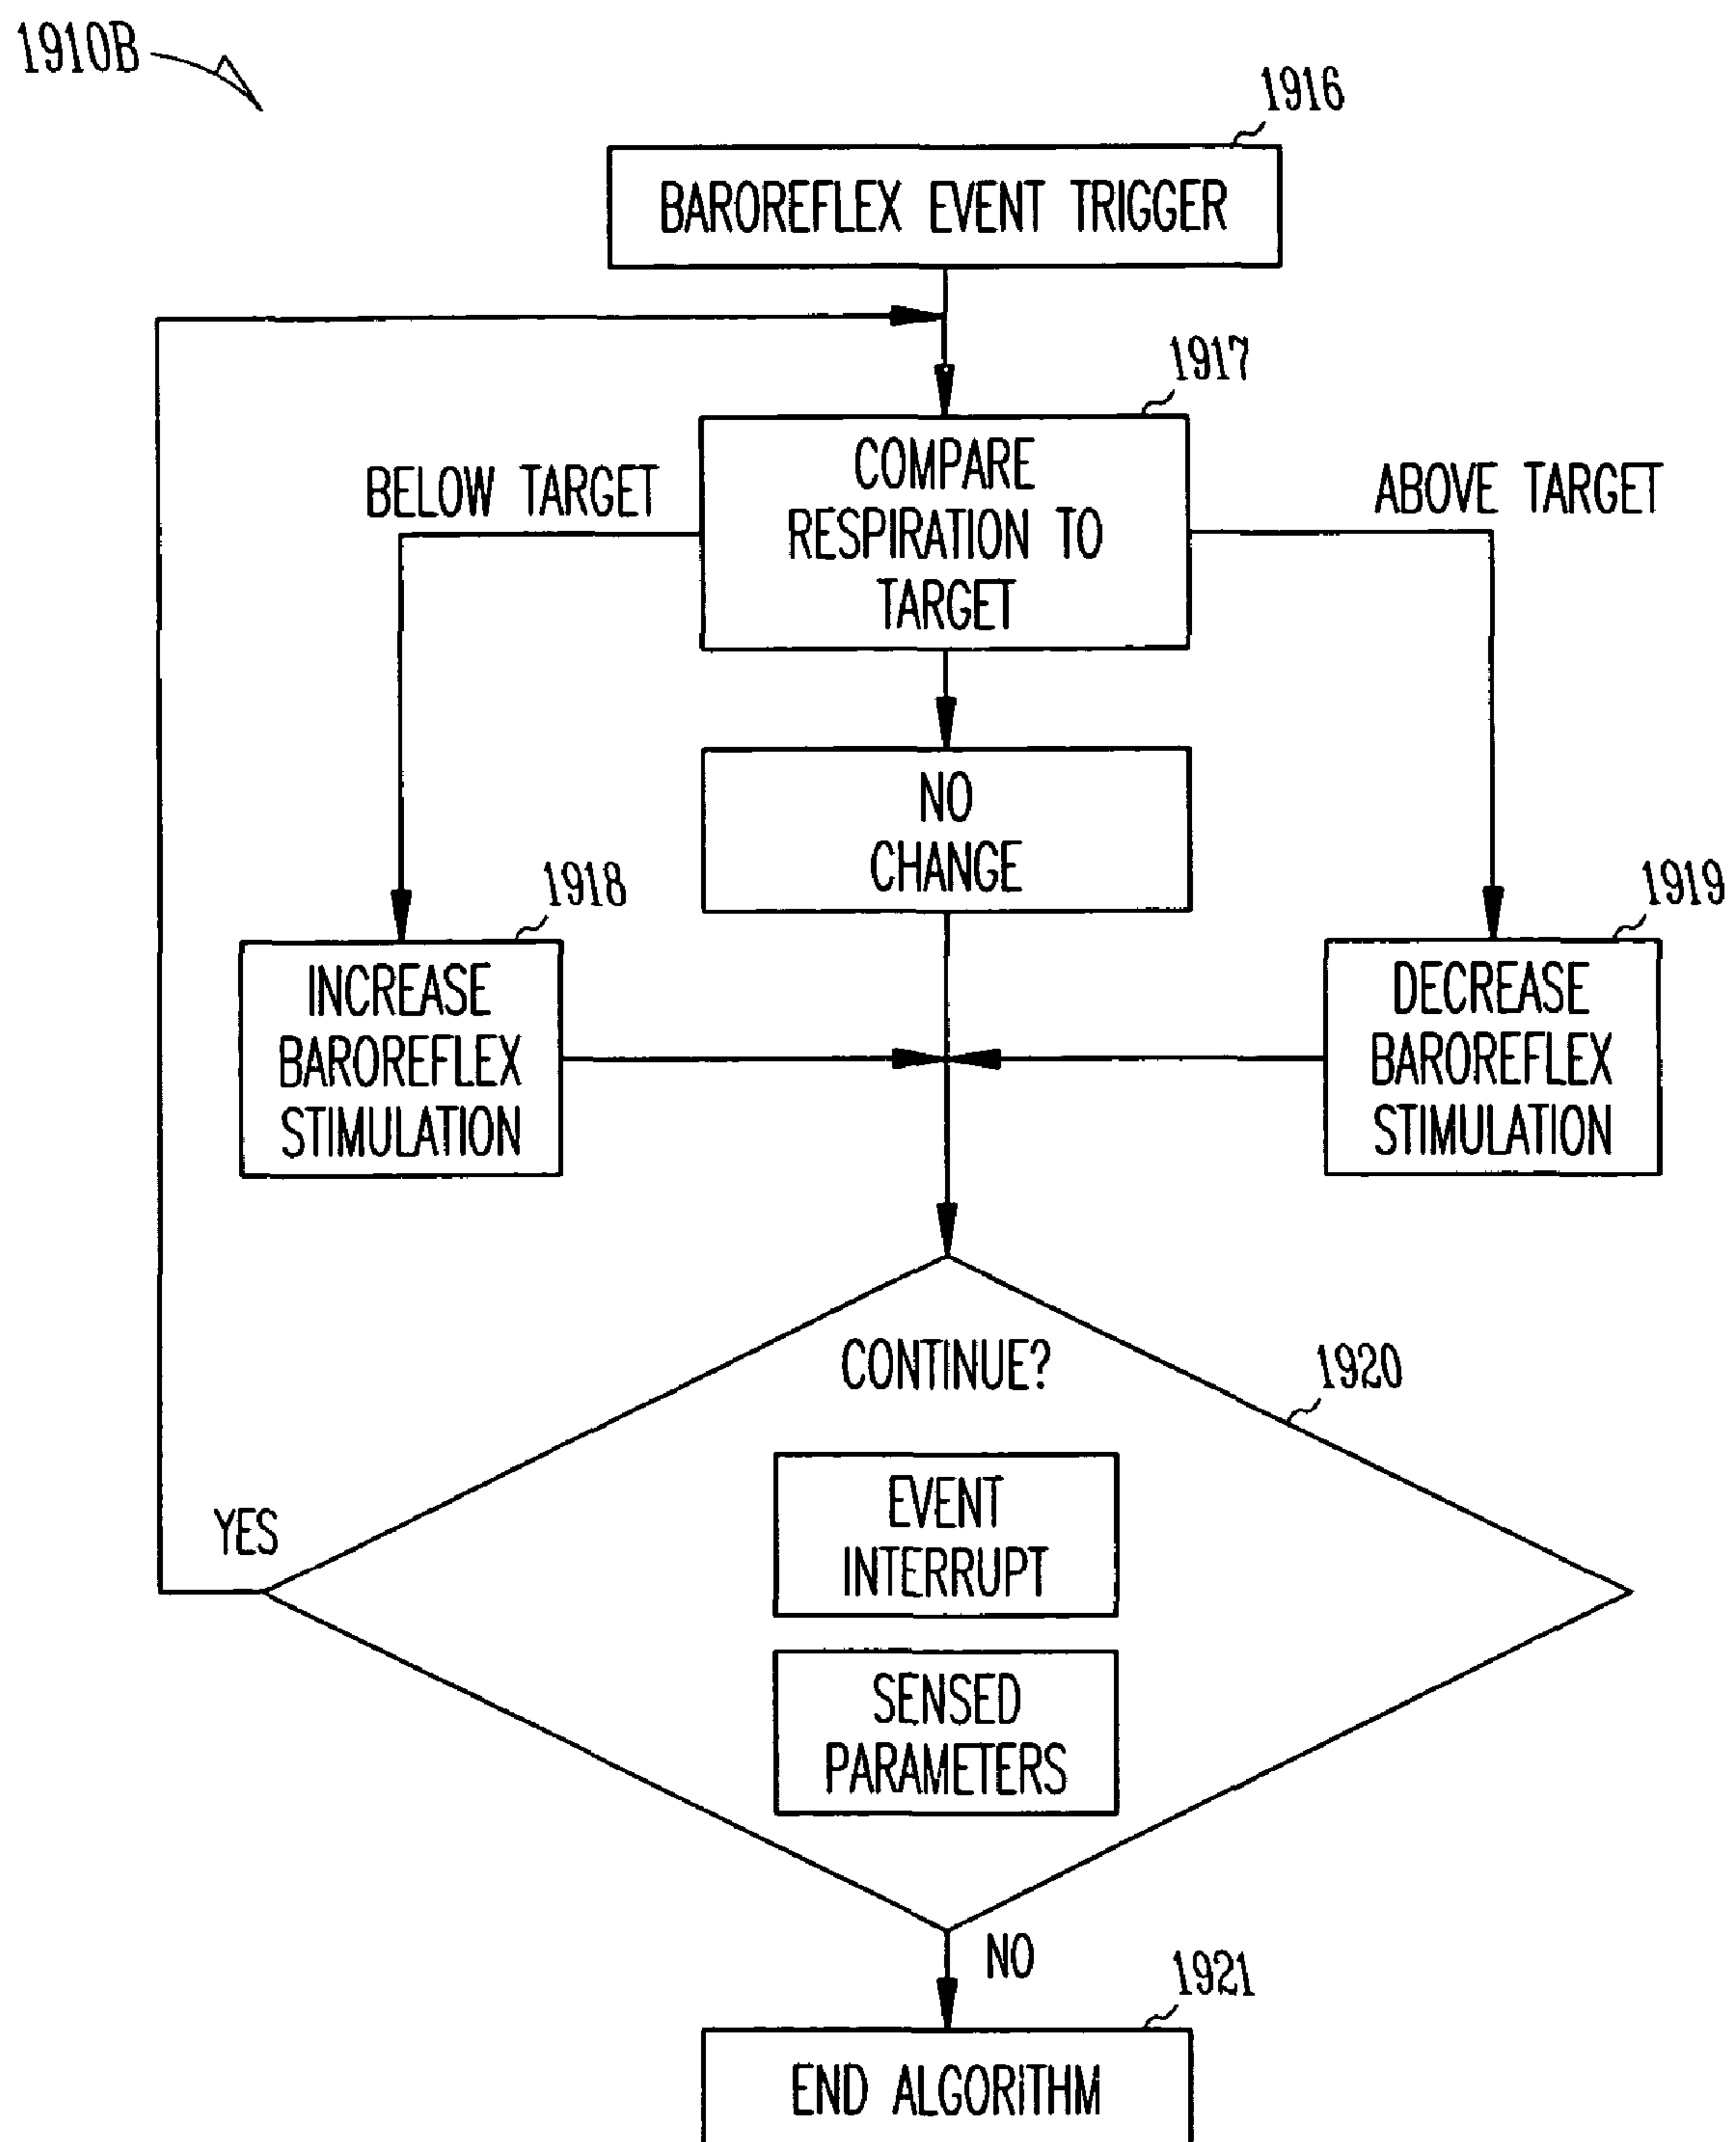 1910B
1916
BAROREFLEX EVENT TRIGGER
1917
BELOW TARGET
COMPARE
RESPIRATION TO
TARGET
ABOVE TARGET
NO
CHANGE
1918
INCREASE
BAROREFLEX
STIMULATION
1919
DECREASE
BAROREFLEX
STIMULATION
CONTINUE?
1920
EVENT
INTERRUPT
YES
SENSED
PARAMETERS
NO
1921
END ALGORITHM